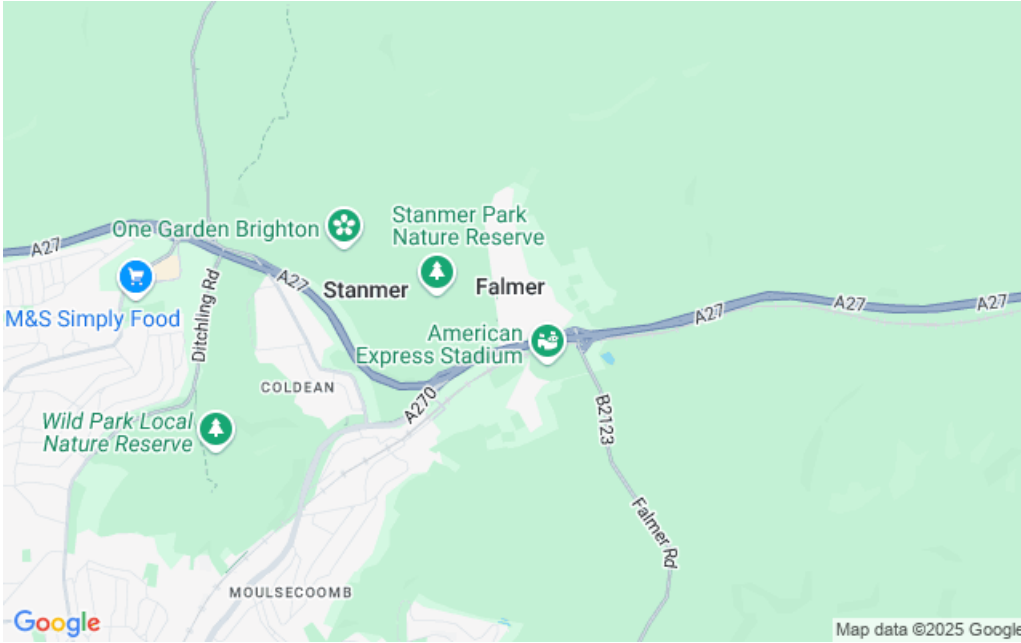 Stanmer Park
Nature Reserve
One Garden Brighton
A27
A27
Stanmer
Falmer
A27
A27
A27
M&S Simply Food
Ditchling Rd
American
Express Stadium
COLDEAN
A270
B2123
Wild Park Local
Nature Reserve
Falmer Rd
MOULSECOOMB
Google
Map data ©2025 Google